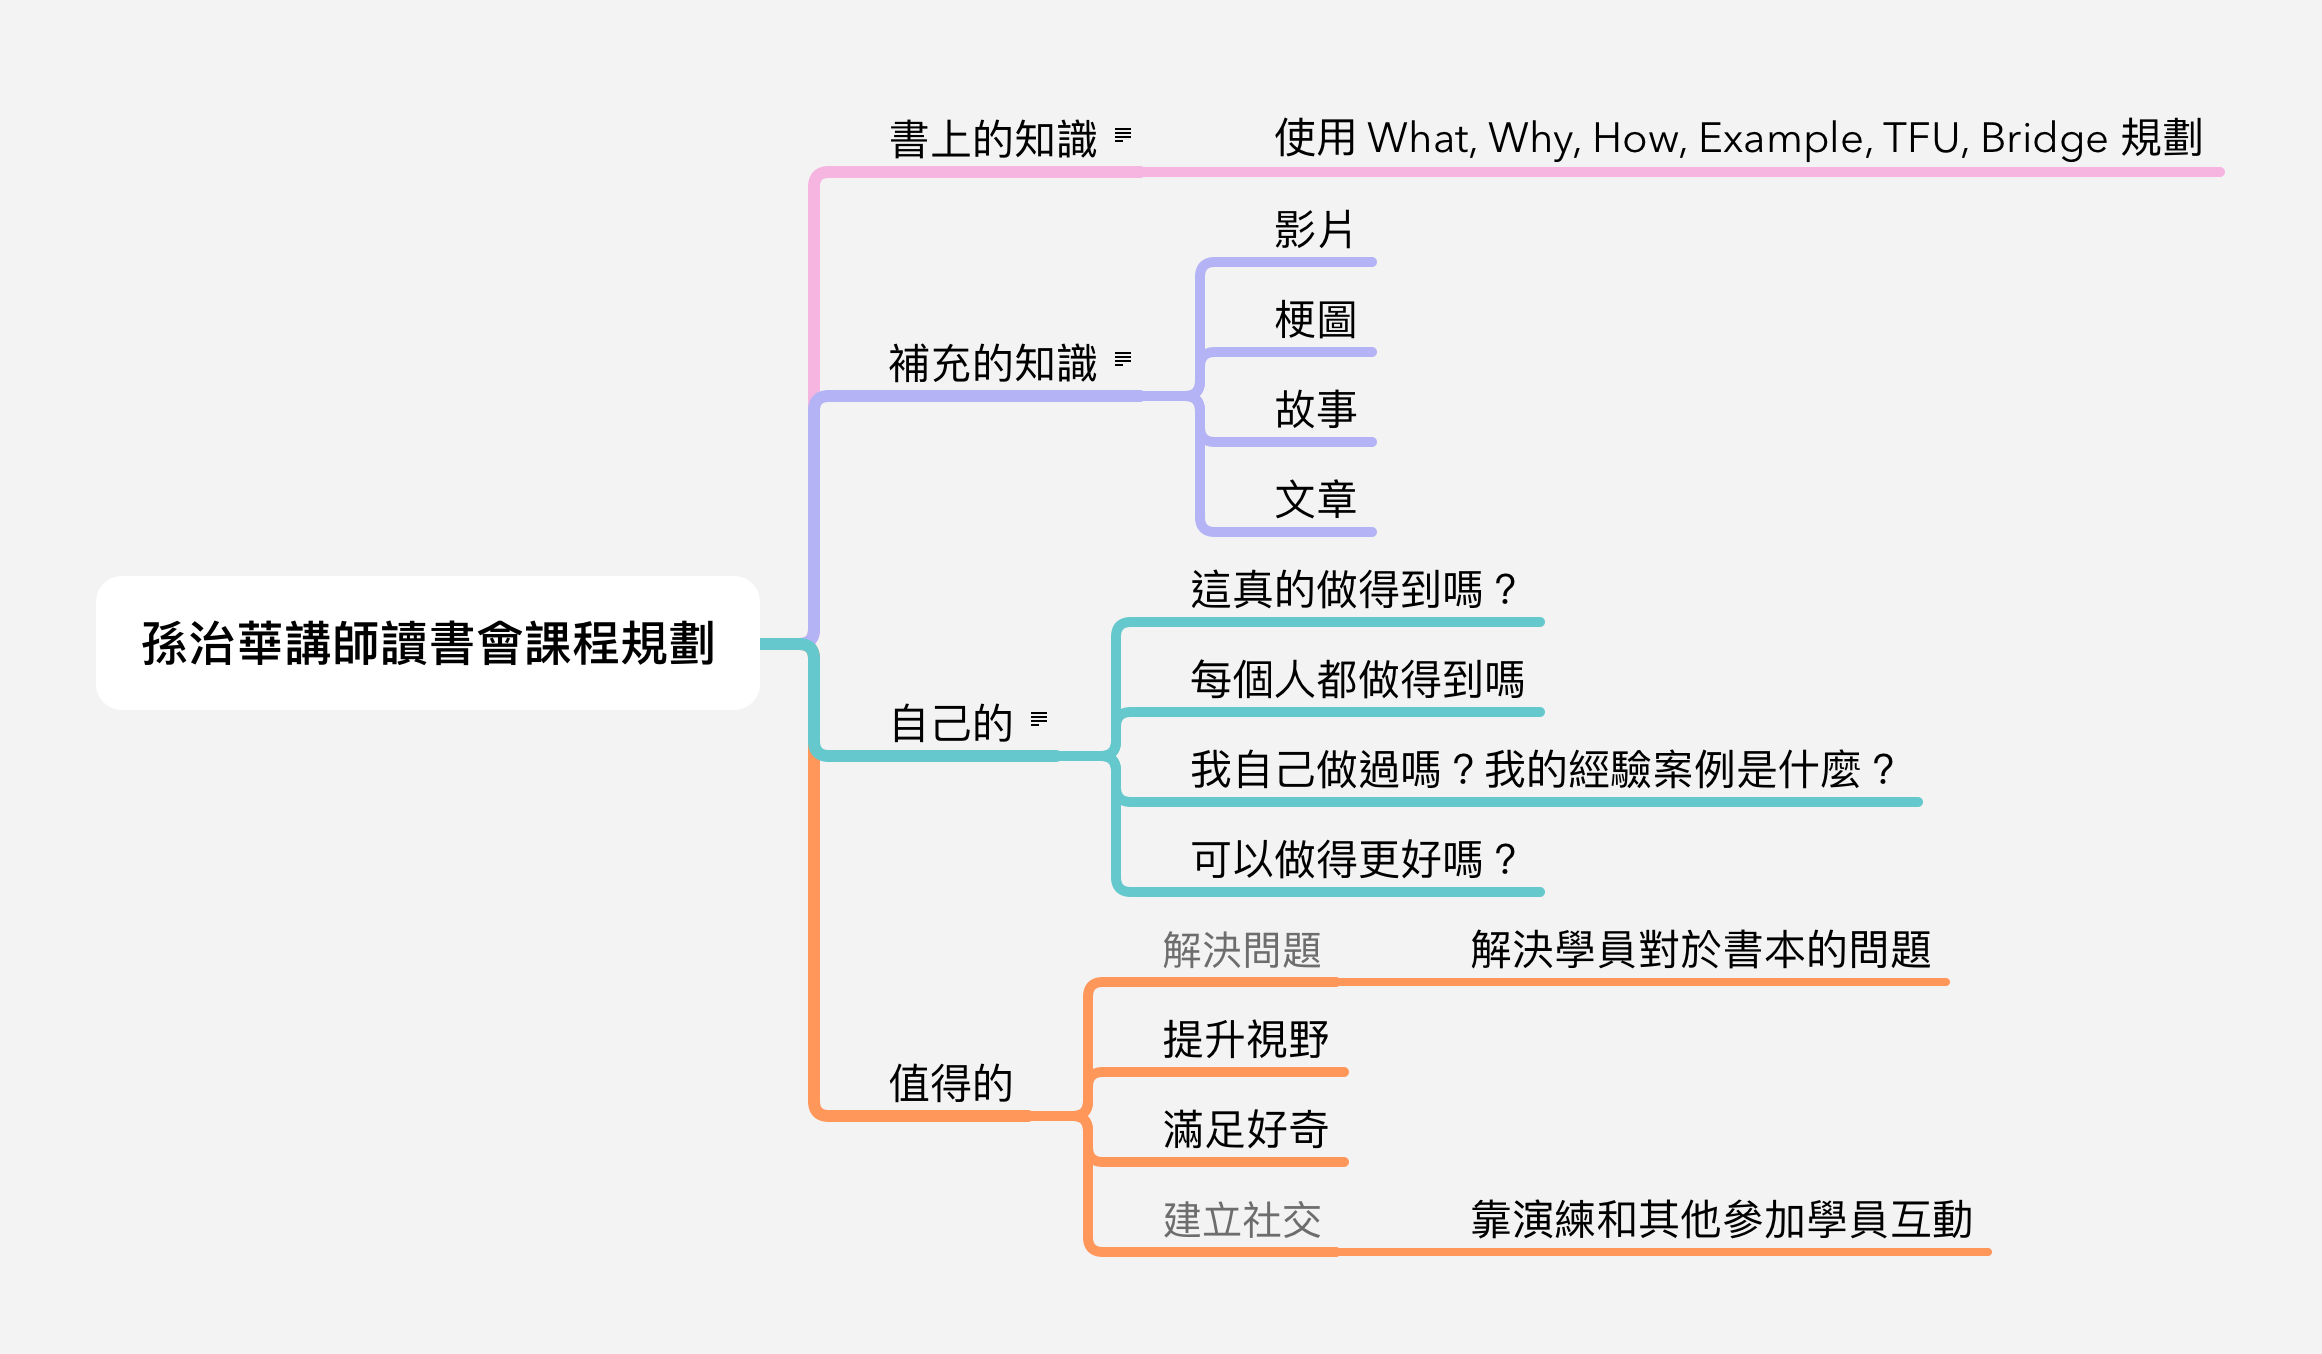 孫治華講師讀書會課程規劃
書上的知識
使用 What, Why, How, Example, TFU, Bridge 規劃
補充的知識
影片
梗圖
故事
文章
自己的
這真的做得到嗎？
每個人都做得到嗎
我自己做過嗎？我的經驗案例是什麼？
可以做得更好嗎？
值得的
解決問題
解決學員對於書本的問題
提升視野
滿足好奇
建立社交
靠演練和其他參加學員互動